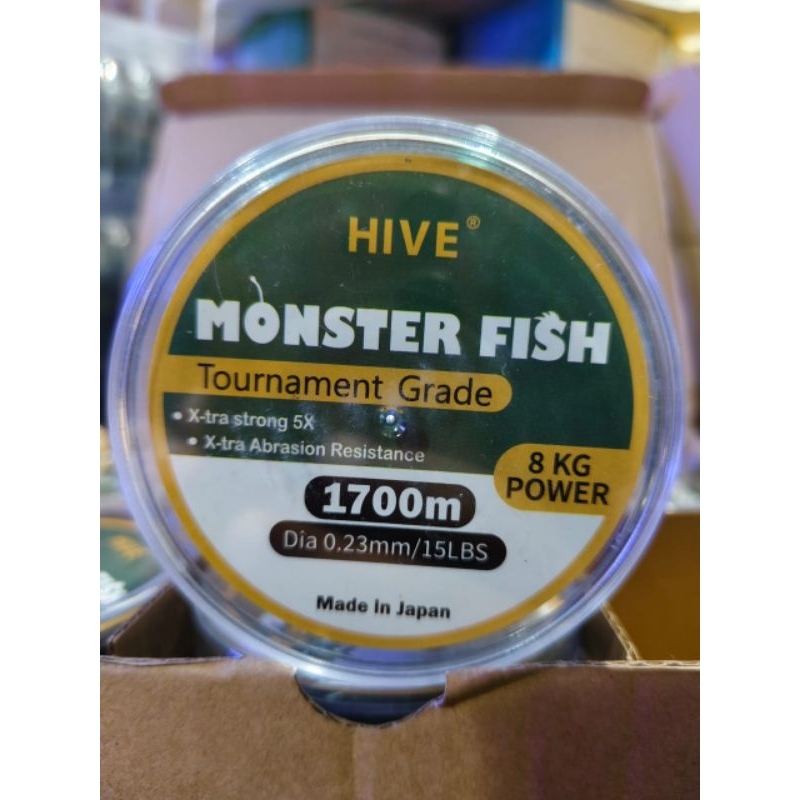 HIVE®
MONSTER FISH
Tournament Grade
• X-tra strong 5X
• X-tra Abrasion Resistance
8 KG
POWER
1700m
Dia 0.23mm/15LBS
Made In Japan
HIVE